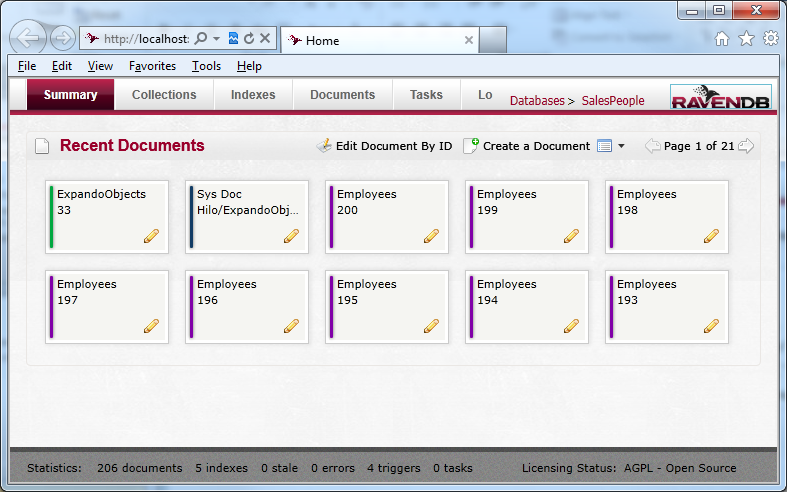 http://localhost:
Home
File Edit View Favorites Tools Help
Summary Collections Indexes Documents Tasks Lo Databases > SalesPeople RAVENDB
Recent Documents Edit Document By ID Create a Document Page 1 of 21
ExpandoObjects
33
Sys Doc
Hilo/ExpandoObj...
Employees
200
Employees
199
Employees
198
Employees
197
Employees
196
Employees
195
Employees
194
Employees
193
Statistics: 206 documents 5 indexes 0 stale 0 errors 4 triggers 0 tasks Licensing Status: AGPL - Open Source